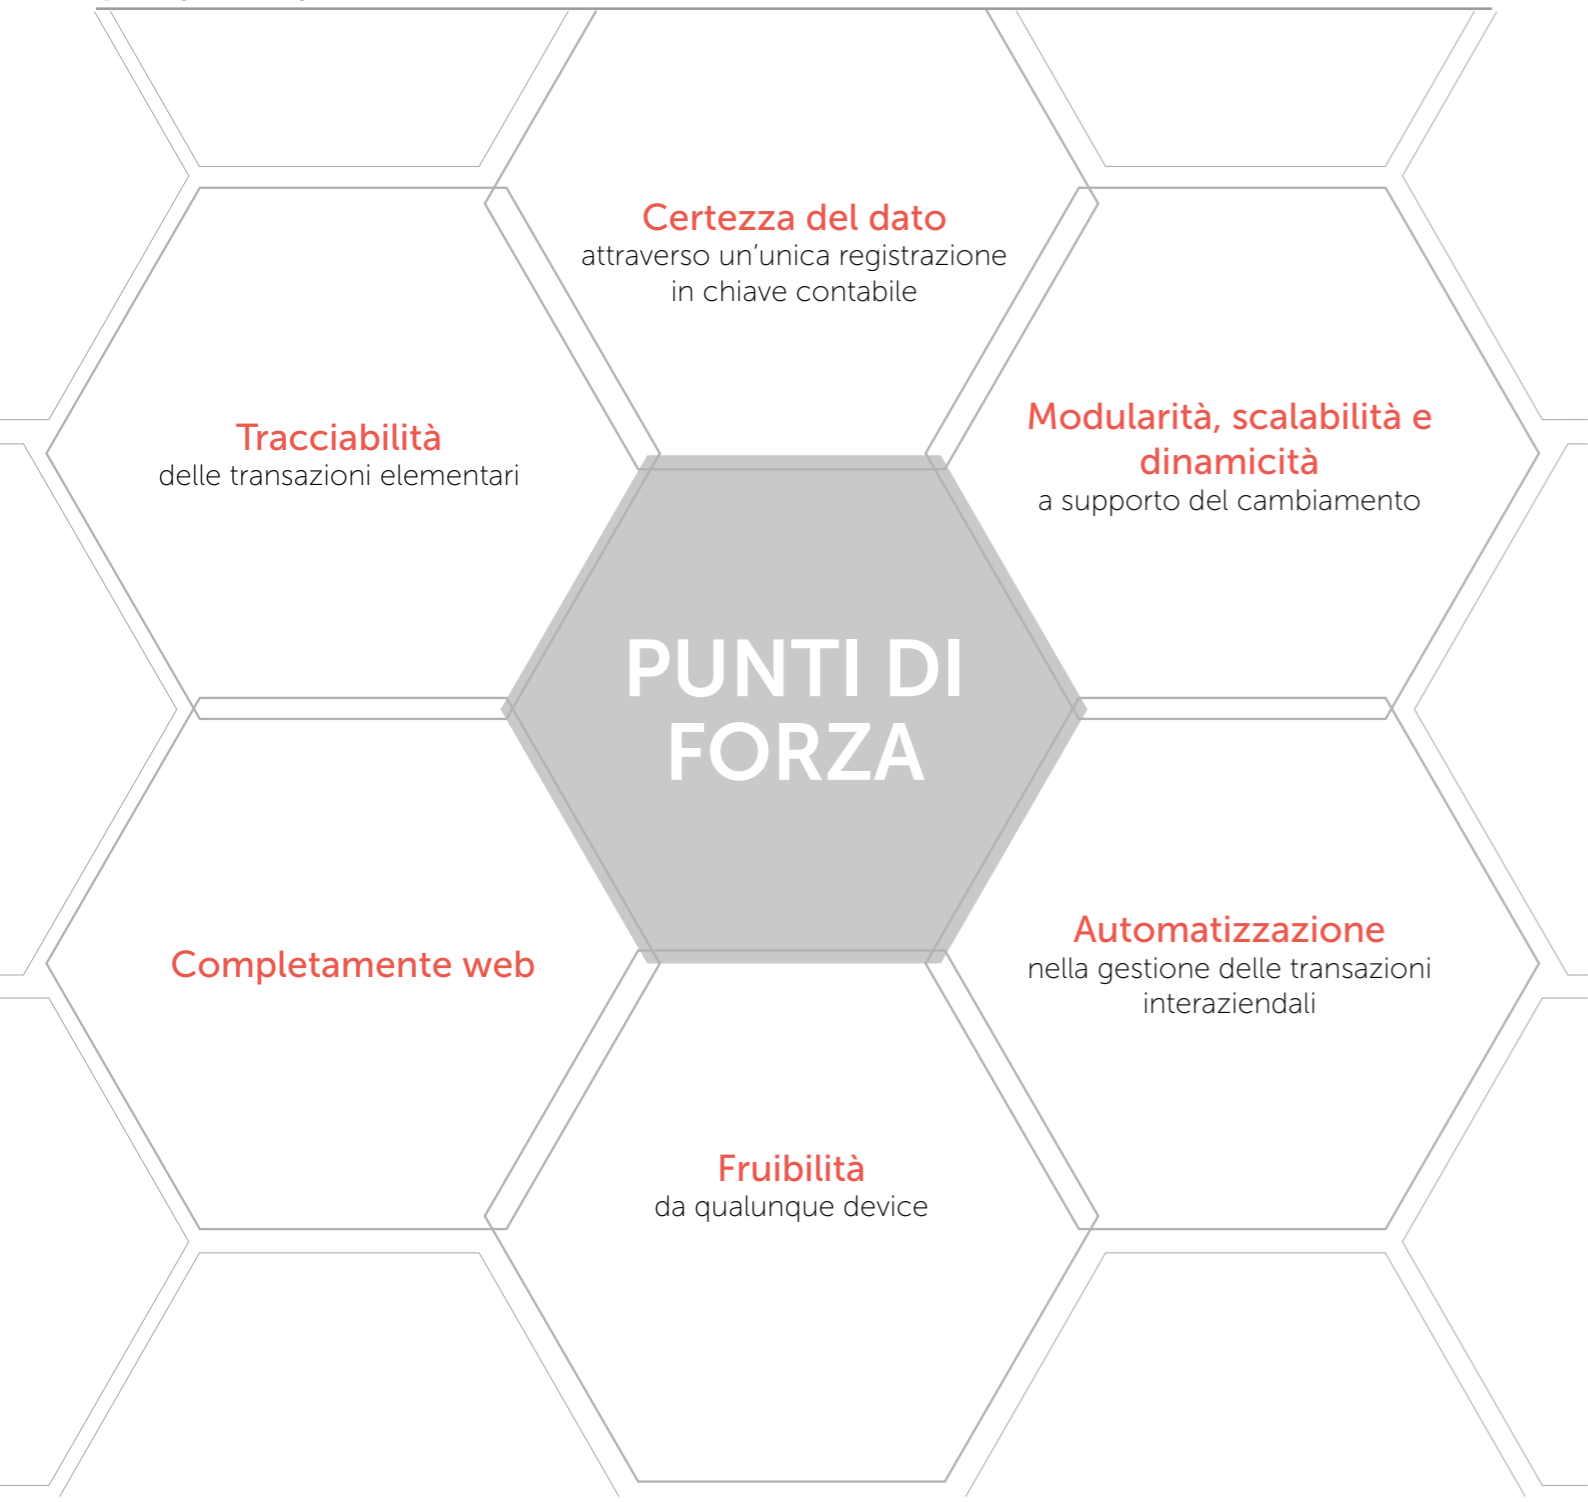 Certezza del dato
attraverso un'unica registrazione
in chiave contabile
Tracciabilità
delle transazioni elementari
Modularità, scalabilità e
dinamicità
a supporto del cambiamento
PUNTI DI
FORZA
Completamente web
Automatizzazione
nella gestione delle transazioni
interaziendali
Fruibilità
da qualunque device